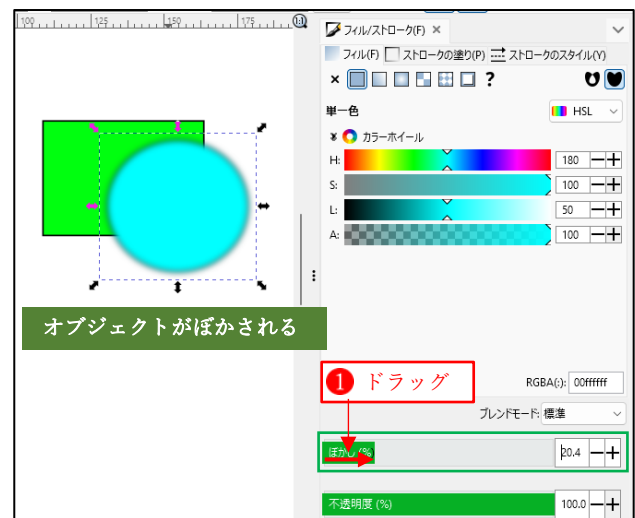 100 125 150 175 1:1
フィル/ストローク(F) ×
フィル(F) ストロークの塗り(P) ストロークのスタイル(Y)
× ?
単一色 HSL
カラーホイール
H: 180
S: 100
L: 50
A: 100
オブジェクトがぼかされる
1 ドラッグ
RGBA(:): 00ffffff
ブレンドモード: 標準
ぼかし (%) 20.4
不透明度 (%) 100.0